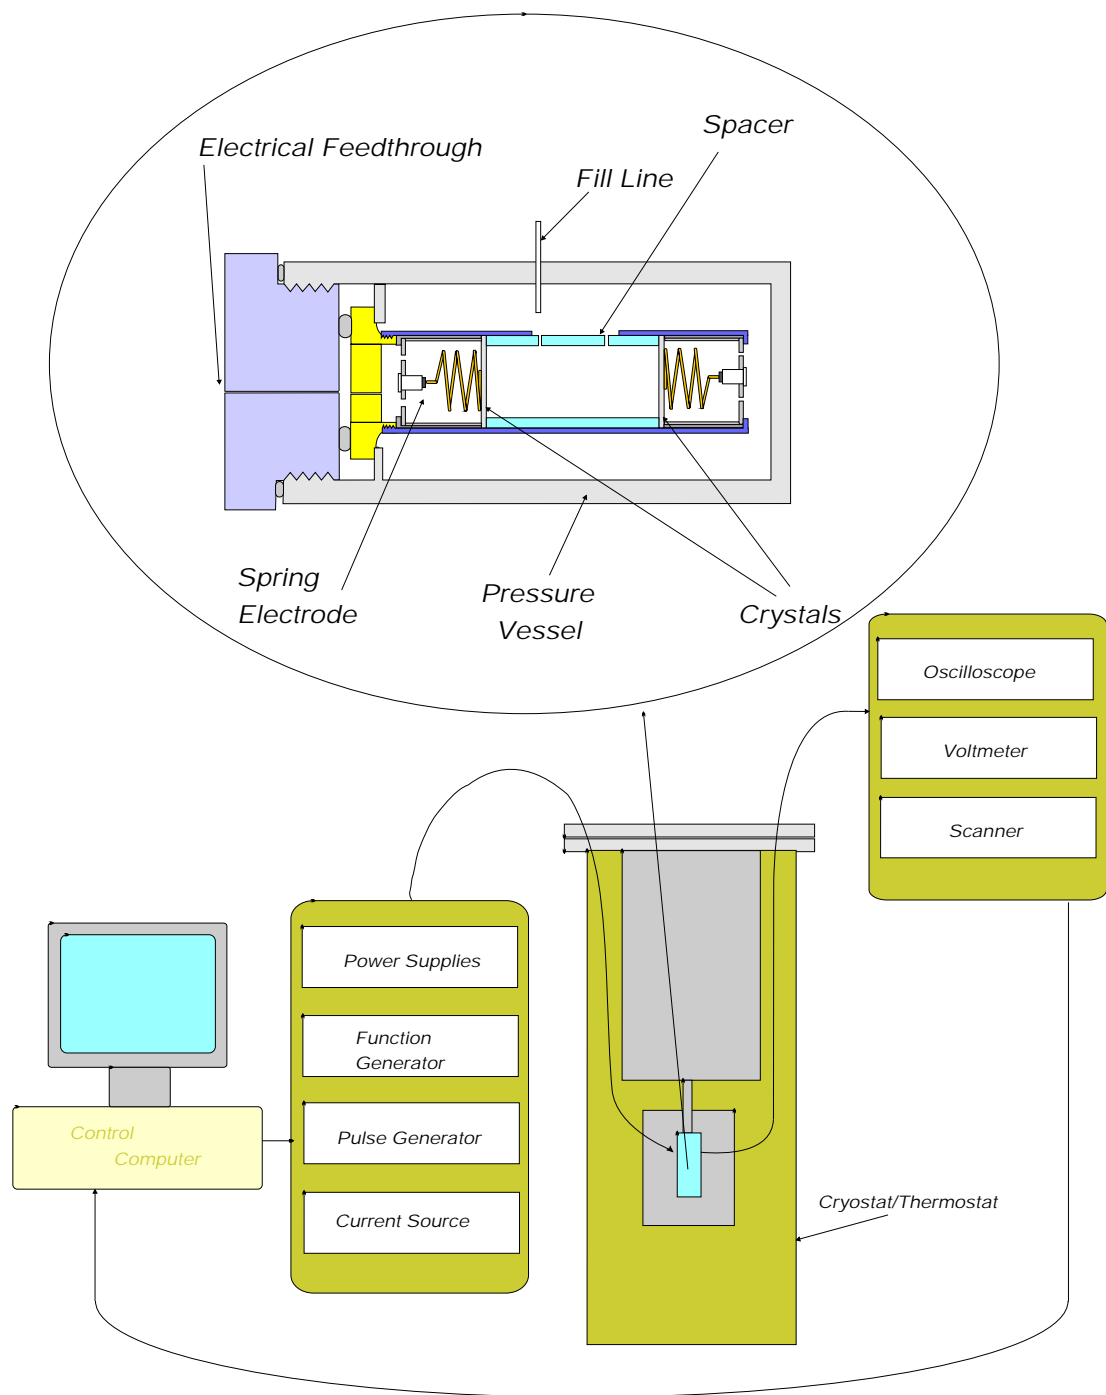 Spacer
Electrical Feedthrough
Fill Line
Spring
Electrode
Pressure
Vessel
Crystals
Oscilloscope
Voltmeter
Scanner
Power Supplies
Function
Generator
Pulse Generator
Current Source
Control
Computer
Cryostat/Thermostat